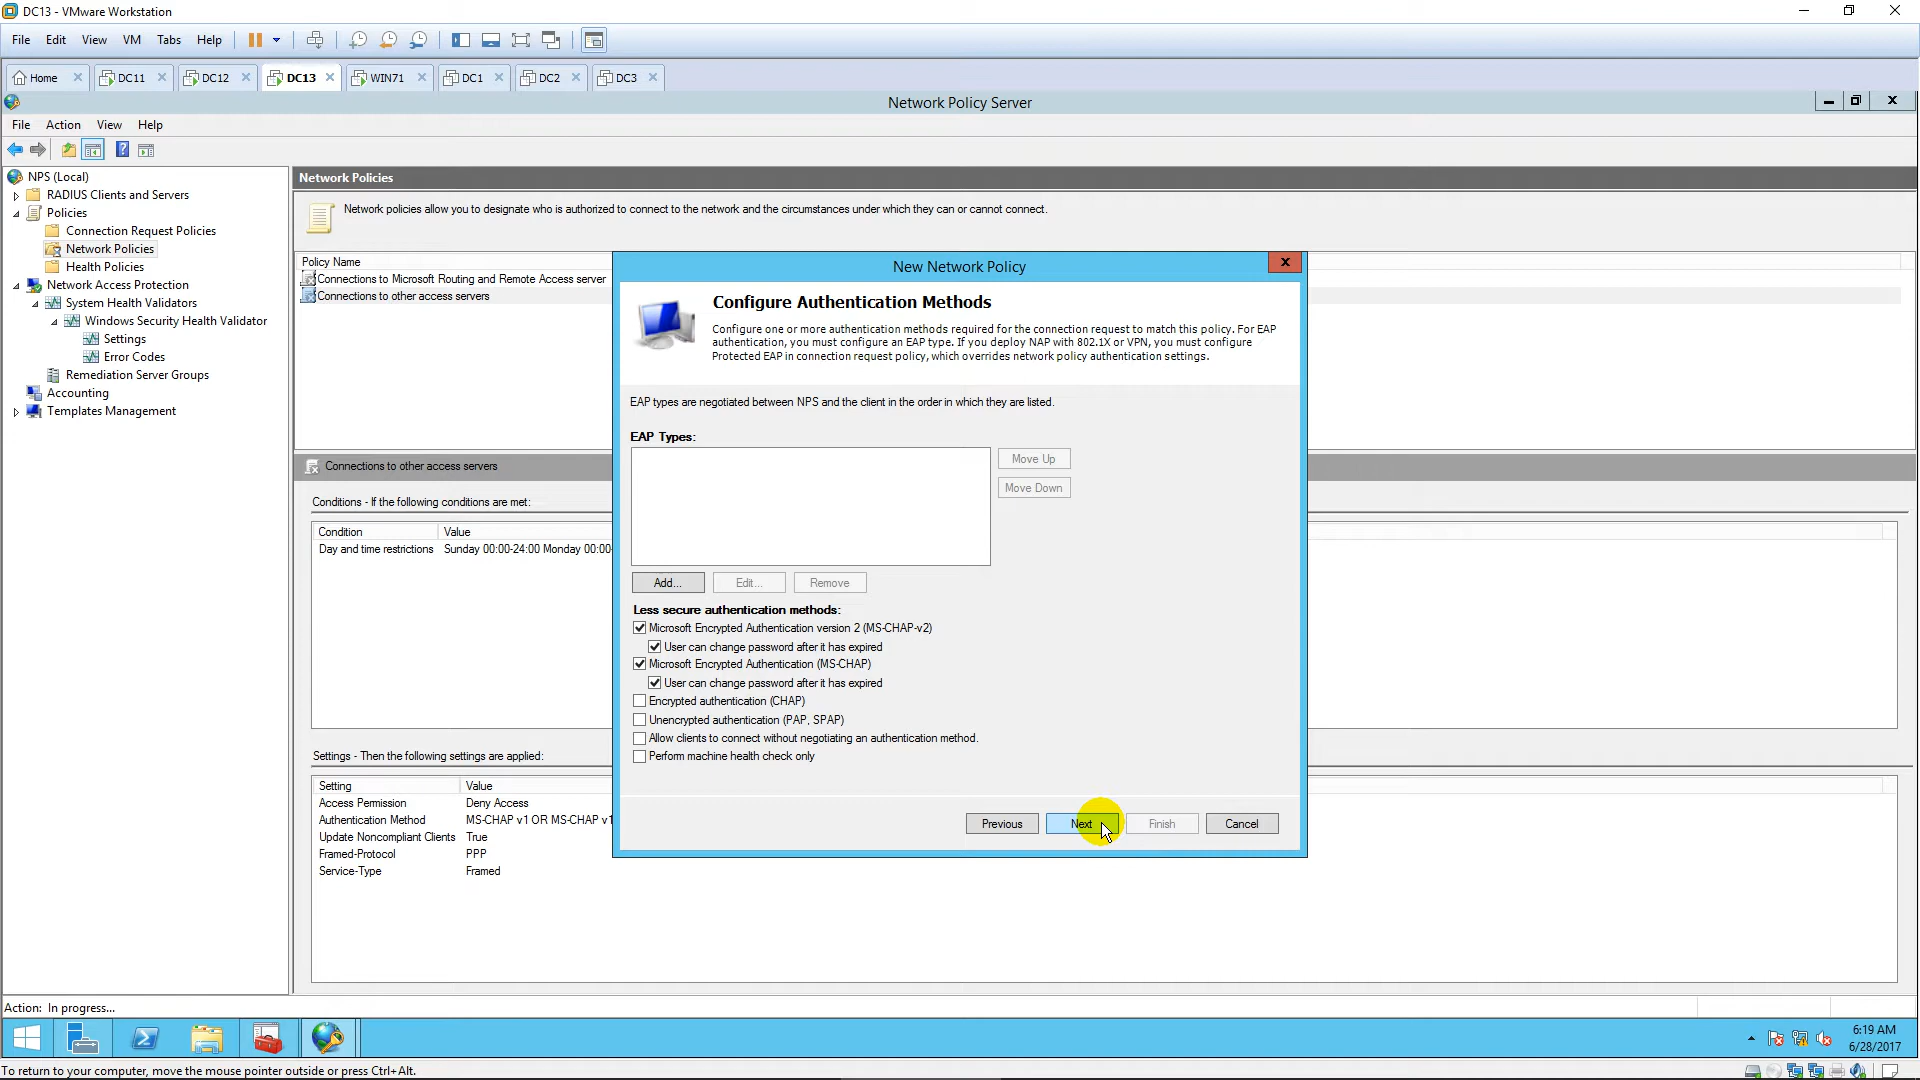 DC13 - VMware Workstation
File Edit View VM Tabs Help
Home DC11 DC12 DC13 WIN71 DC1 DC2 DC3
Network Policy Server
File Action View Help
NPS (Local)
RADIUS Clients and Servers
Policies
Connection Request Policies
Network Policies
Health Policies
Network Access Protection
System Health Validators
Windows Security Health Validator
Settings
Error Codes
Remediation Server Groups
Accounting
Templates Management
Network Policies
Network policies allow you to designate who is authorized to connect to the network and the circumstances under which they can or cannot connect.
Policy Name
Connections to Microsoft Routing and Remote Access server
Connections to other access servers
Connections to other access servers
Conditions - If the following conditions are met:
Condition Value
Day and time restrictions Sunday 00:00-24:00 Monday 00:00-
Settings - Then the following settings are applied:
Setting Value
Access Permission Deny Access
Authentication Method MS-CHAP v1 OR MS-CHAP v1
Update Noncompliant Clients True
Framed-Protocol PPP
Service-Type Framed
New Network Policy
Configure Authentication Methods
Configure one or more authentication methods required for the connection request to match this policy. For EAP
authentication, you must configure an EAP type. If you deploy NAP with 802.1X or VPN, you must configure
Protected EAP in connection request policy, which overrides network policy authentication settings.
EAP types are negotiated between NPS and the client in the order in which they are listed.
EAP Types:
Move Up
Move Down
Add... Edit... Remove
Less secure authentication methods:
Microsoft Encrypted Authentication version 2 (MS-CHAP-v2)
User can change password after it has expired
Microsoft Encrypted Authentication (MS-CHAP)
User can change password after it has expired
Encrypted authentication (CHAP)
Unencrypted authentication (PAP, SPAP)
Allow clients to connect without negotiating an authentication method.
Perform machine health check only
Previous Next Finish Cancel
Action: In progress...
6:19 AM
6/28/2017
To return to your computer, move the mouse pointer outside or press Ctrl+Alt.